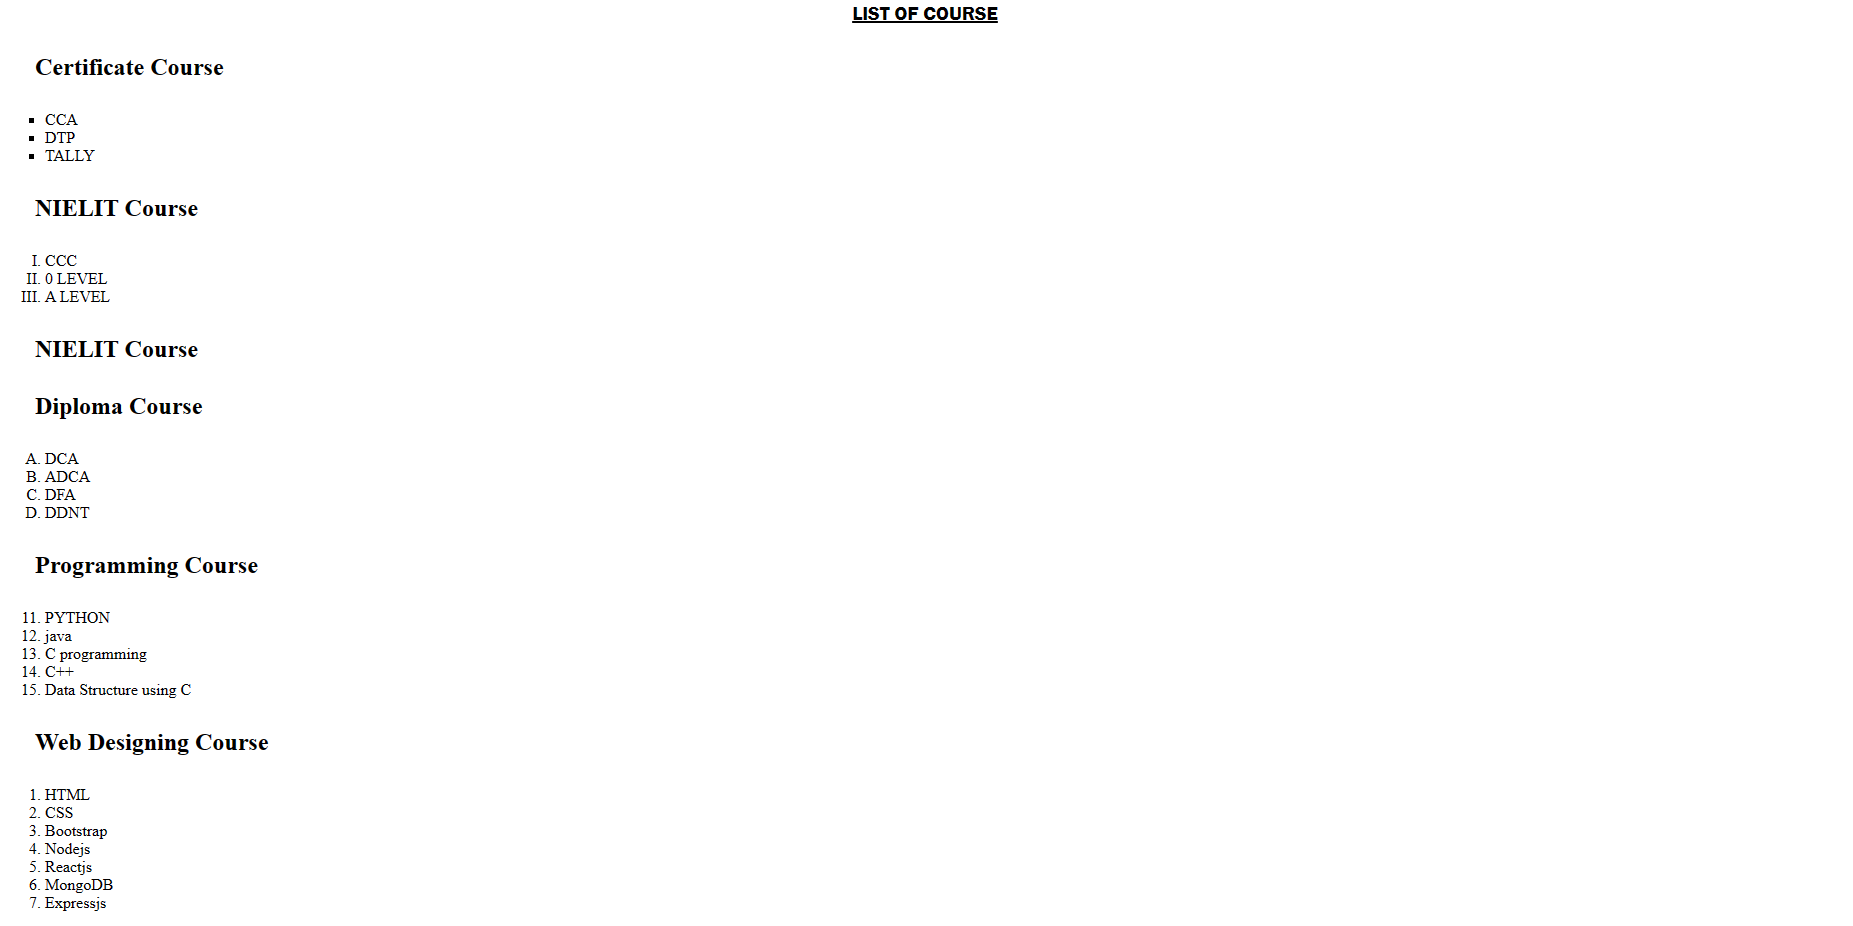 LIST OF COURSE
Certificate Course
▪ CCA
▪ DTP
▪ TALLY
NIELIT Course
I. CCC
II. 0 LEVEL
III. A LEVEL
NIELIT Course
Diploma Course
A. DCA
B. ADCA
C. DFA
D. DDNT
Programming Course
11. PYTHON
12. java
13. C programming
14. C++
15. Data Structure using C
Web Designing Course
1. HTML
2. CSS
3. Bootstrap
4. Nodejs
5. Reactjs
6. MongoDB
7. Expressjs